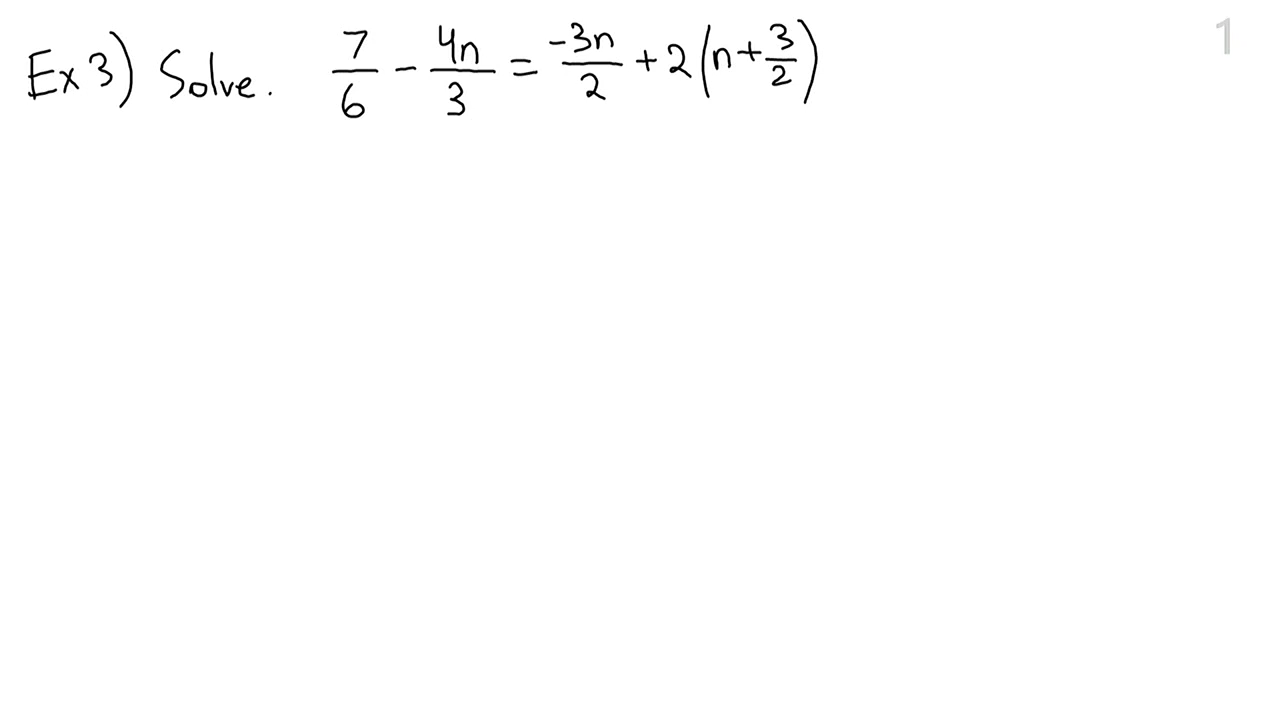 Ex 3) Solve. 7/6 - 4n/3 = -3n/2 + 2(n + 3/2)
1